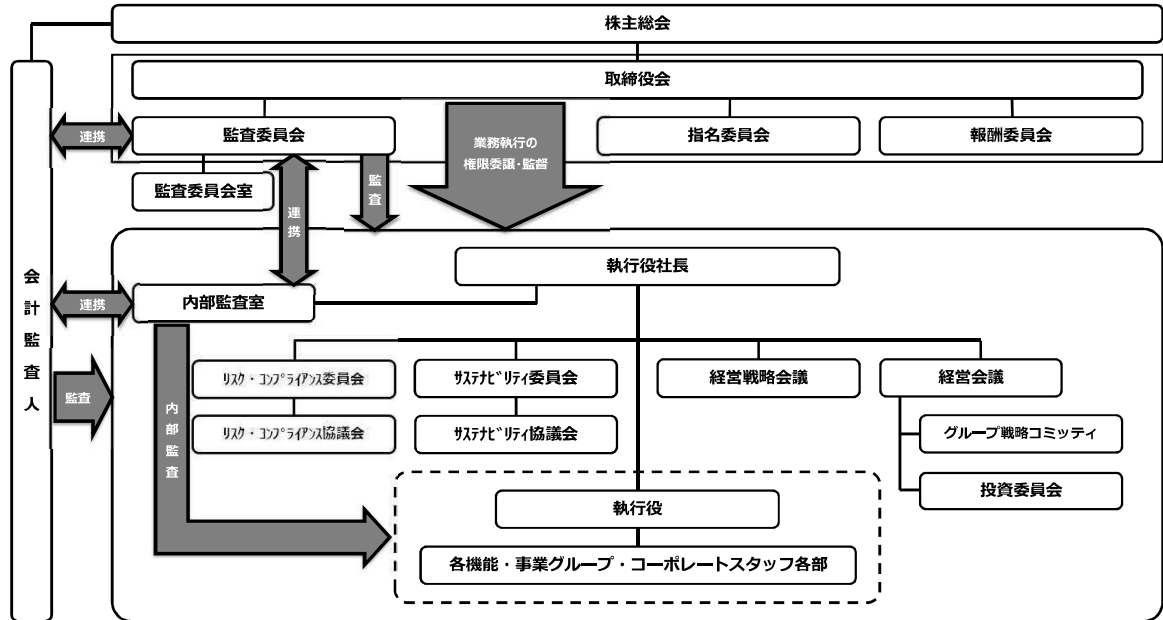 株主総会
取締役会
連携
監査委員会
業務執行の
権限委譲・監督
指名委員会
報酬委員会
監査委員会室
連携
監査
会計監査人
執行役社長
連携
内部監査室
監査
内部監査
ﾘｽｸ・ｺﾝﾌﾟﾗｲｱﾝｽ委員会
ｻｽﾃﾅﾋﾞﾘﾃｨ委員会
経営戦略会議
経営会議
ﾘｽｸ・ｺﾝﾌﾟﾗｲｱﾝｽ協議会
ｻｽﾃﾅﾋﾞﾘﾃｨ協議会
グループ戦略コミッティ
投資委員会
執行役
各機能・事業グループ・コーポレートスタッフ各部